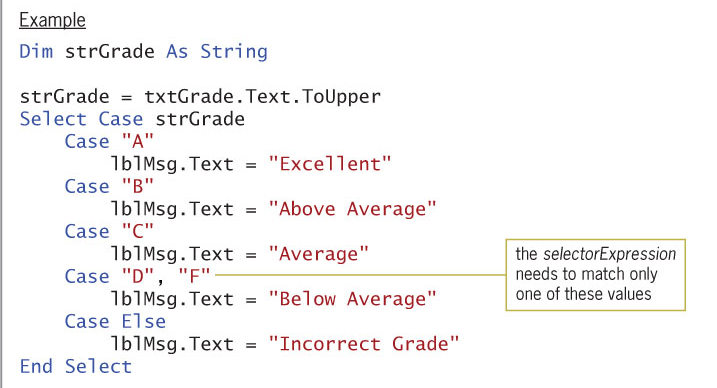 Example
Dim strGrade As String
strGrade = txtGrade.Text.ToUpper
Select Case strGrade
Case "A"
lblMsg.Text = "Excellent"
Case "B"
lblMsg.Text = "Above Average"
Case "C"
lblMsg.Text = "Average"
Case "D", "F"
lblMsg.Text = "Below Average"
Case Else
lblMsg.Text = "Incorrect Grade"
End Select
the selectorExpression
needs to match only
one of these values